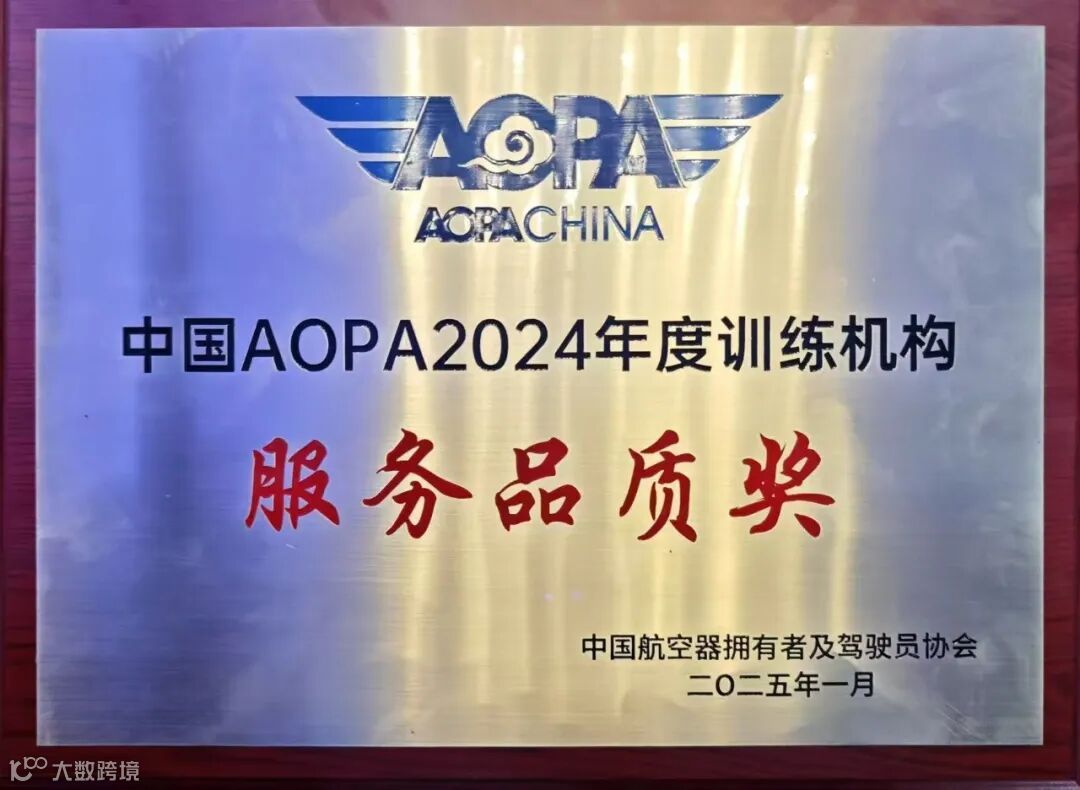 AOPA
AOPACHINA
中国AOPA2024年度训练机构
服务品质奖
中国航空器拥有者及驾驶员协会
二〇二五年一月
大数跨境